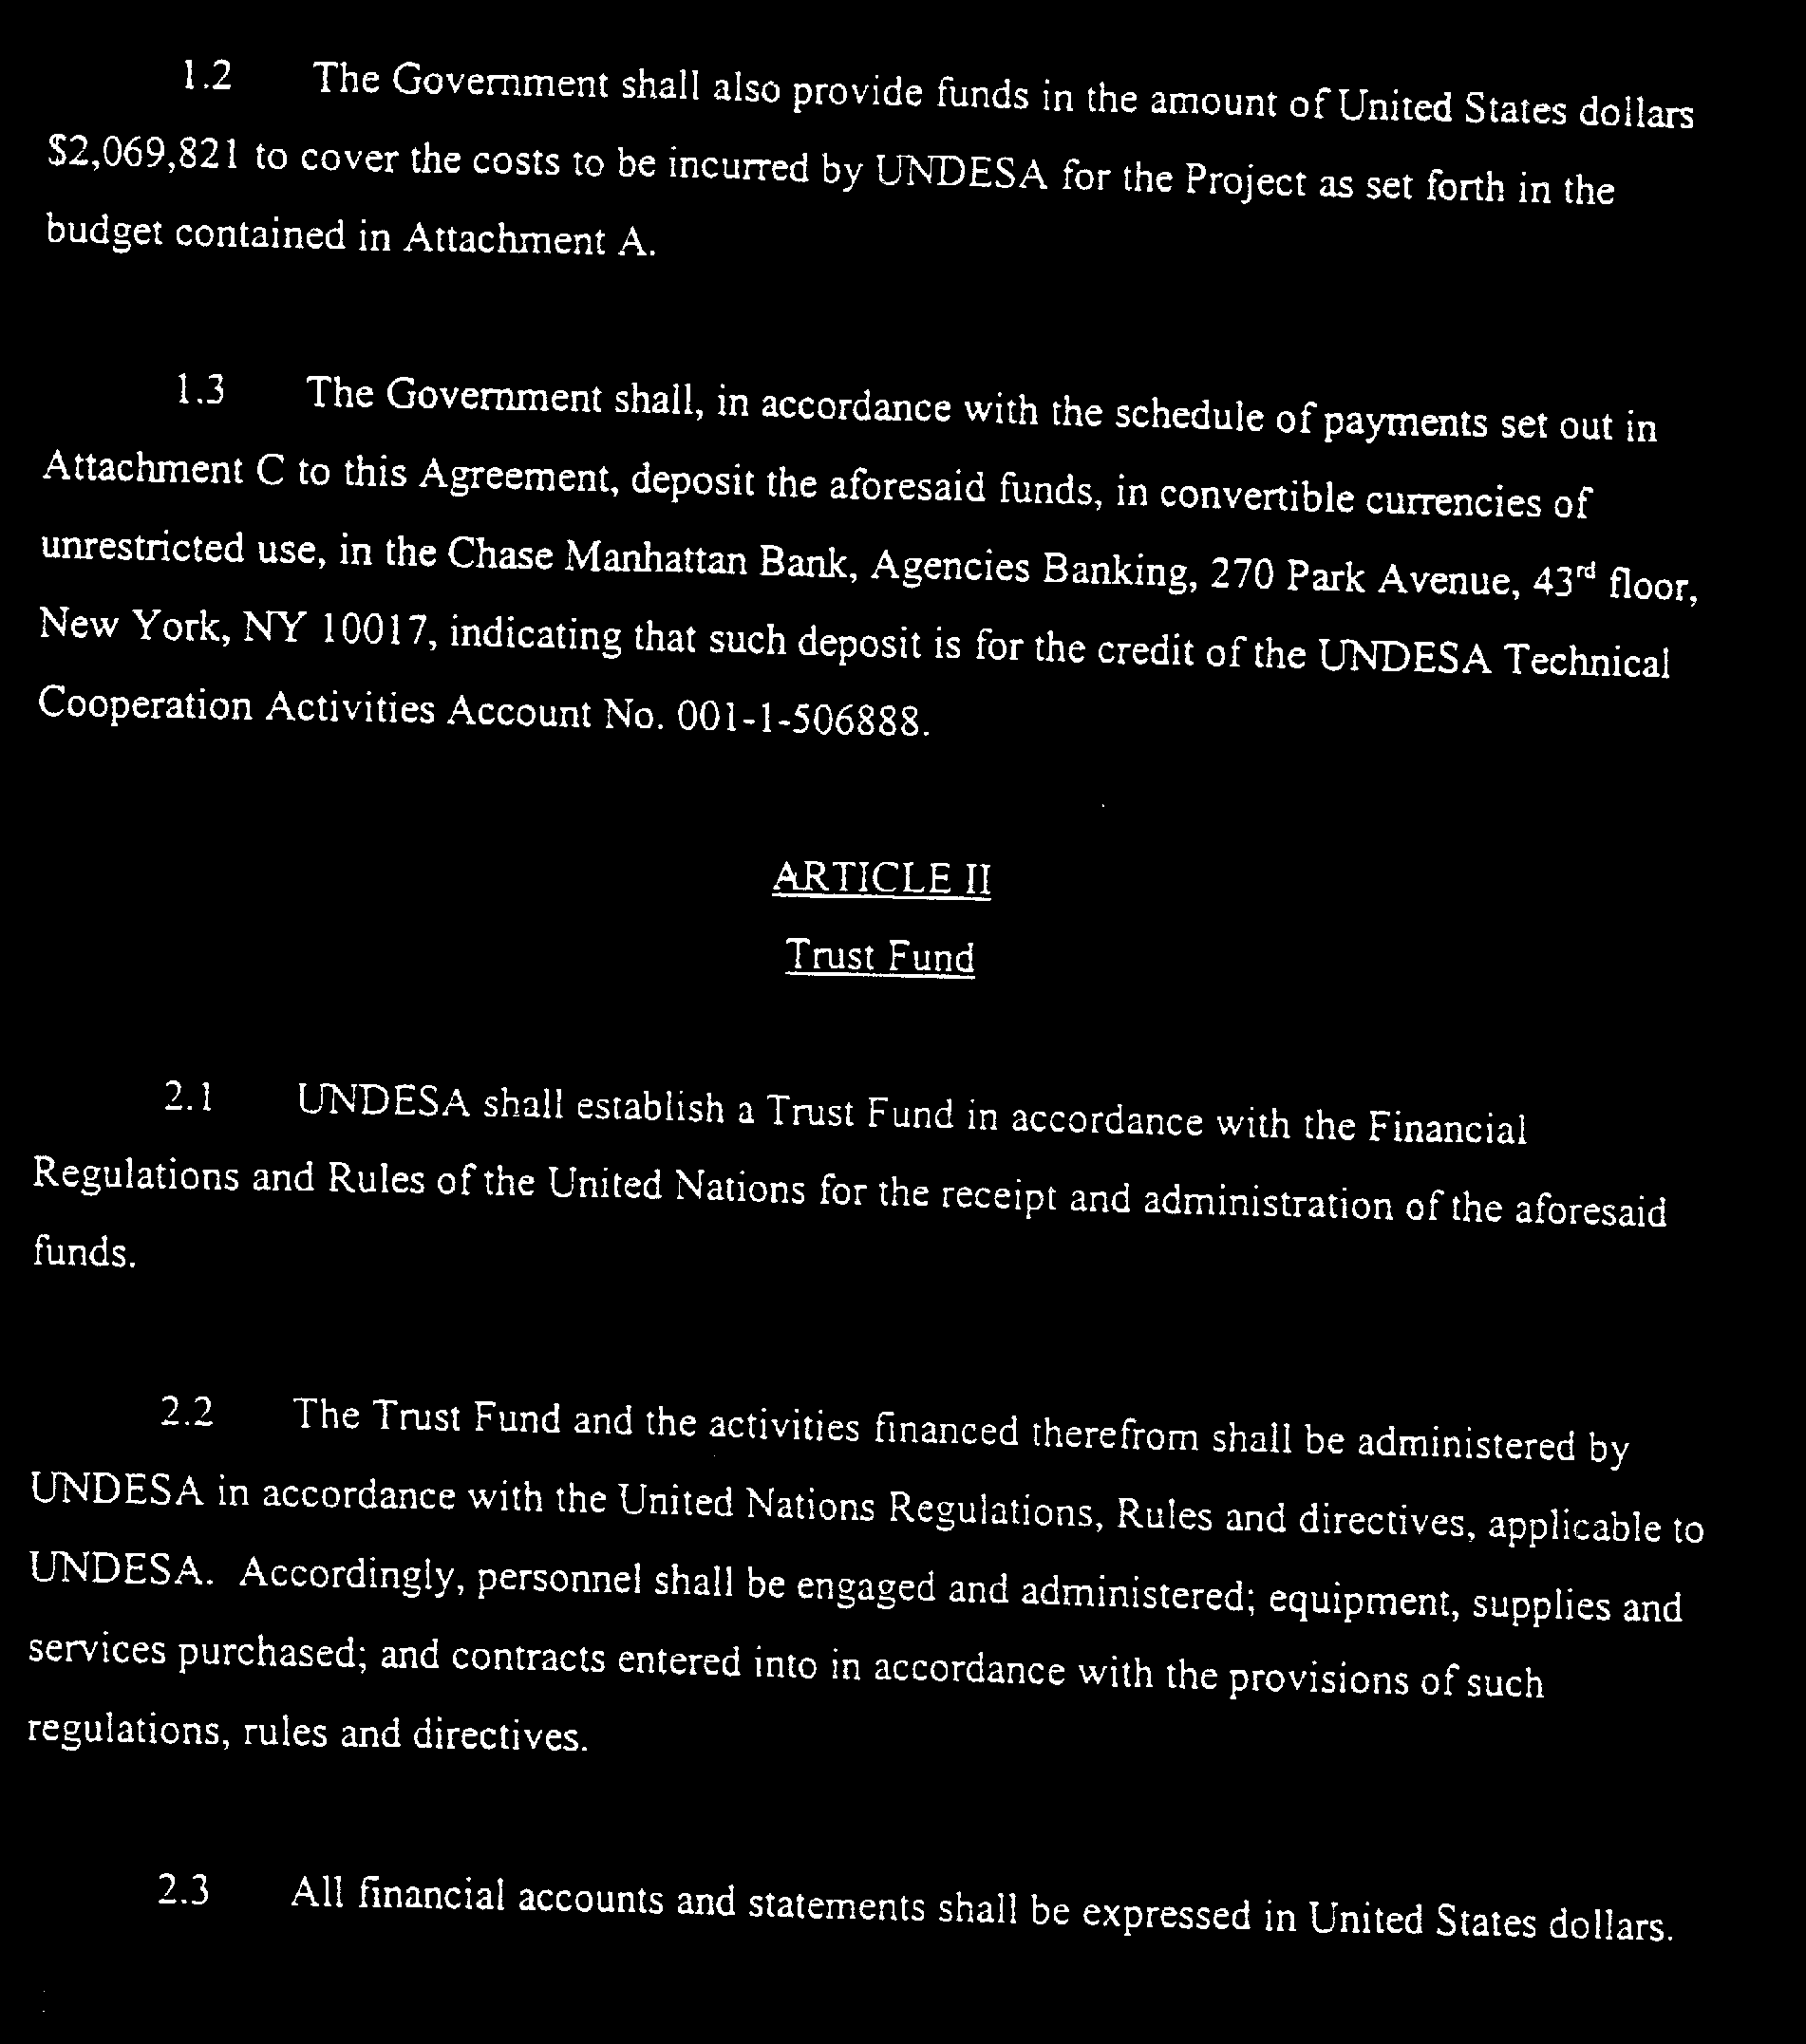 1.2 The Government shall also provide funds in the amount of United States dollars
$2,069,821 to cover the costs to be incurred by UNDESA for the Project as set forth in the
budget contained in Attachment A.
1.3 The Government shall, in accordance with the schedule of payments set out in
Attachment C to this Agreement, deposit the aforesaid funds, in convertible currencies of
unrestricted use, in the Chase Manhattan Bank, Agencies Banking, 270 Park Avenue, 43rd floor,
New York, NY 10017, indicating that such deposit is for the credit of the UNDESA Technical
Cooperation Activities Account No. 001-1-506888.
ARTICLE II
Trust Fund
2.1 UNDESA shall establish a Trust Fund in accordance with the Financial
Regulations and Rules of the United Nations for the receipt and administration of the aforesaid
funds.
2.2 The Trust Fund and the activities financed therefrom shall be administered by
UNDESA in accordance with the United Nations Regulations, Rules and directives, applicable to
UNDESA. Accordingly, personnel shall be engaged and administered; equipment, supplies and
services purchased; and contracts entered into in accordance with the provisions of such
regulations, rules and directives.
2.3 All financial accounts and statements shall be expressed in United States dollars.